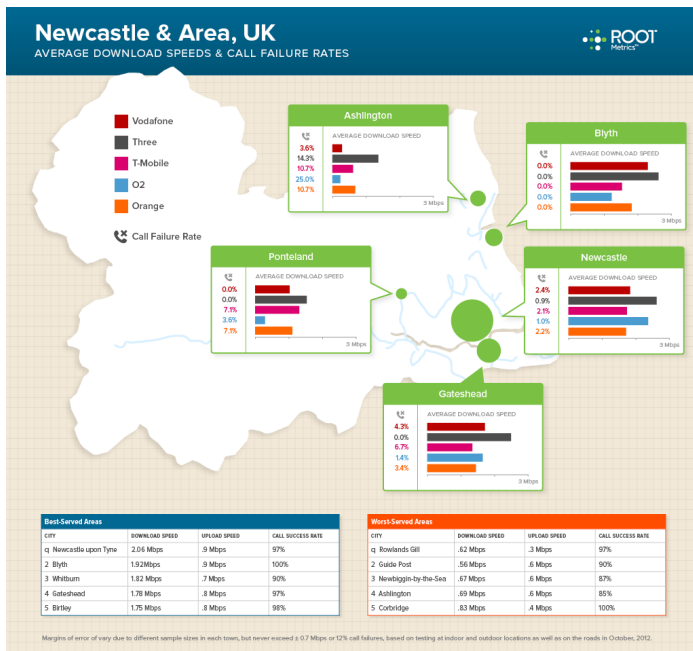 Newcastle & Area, UK
AVERAGE DOWNLOAD SPEEDS & CALL FAILURE RATES
ROOT
Metrics™
Vodafone
Three
T-Mobile
O2
Orange
Call Failure Rate
Ashlington
AVERAGE DOWNLOAD SPEED
3.6%
14.3%
10.7%
25.0%
10.7%
3 Mbps
Blyth
AVERAGE DOWNLOAD SPEED
0.0%
0.0%
0.0%
0.0%
0.0%
3 Mbps
Ponteland
AVERAGE DOWNLOAD SPEED
0.0%
0.0%
7.1%
3.6%
7.1%
3 Mbps
Newcastle
AVERAGE DOWNLOAD SPEED
2.4%
0.9%
2.1%
1.0%
2.2%
3 Mbps
Gateshead
AVERAGE DOWNLOAD SPEED
4.3%
0.0%
6.7%
1.4%
3.4%
3 Mbps
Best-Served Areas
CITY DOWNLOAD SPEED UPLOAD SPEED CALL SUCCESS RATE
q Newcastle upon Tyne 2.06 Mbps .9 Mbps 97%
2 Blyth 1.92Mbps .9 Mbps 100%
3 Whitburn 1.82 Mbps .7 Mbps 90%
4 Gateshead 1.78 Mbps .8 Mbps 97%
5 Birtley 1.75 Mbps .8 Mbps 98%
Worst-Served Areas
CITY DOWNLOAD SPEED UPLOAD SPEED CALL SUCCESS RATE
q Rowlands Gill .62 Mbps .3 Mbps 97%
2 Guide Post .56 Mbps .6 Mbps 90%
3 Newbiggin-by-the-Sea .67 Mbps .6 Mbps 87%
4 Ashlington .69 Mbps .6 Mbps 85%
5 Corbridge .83 Mbps .4 Mbps 100%
Margins of error of vary due to different sample sizes in each town, but never exceed ± 0.7 Mbps or 12% call failures, based on testing at indoor and outdoor locations as well as on the roads in October, 2012.